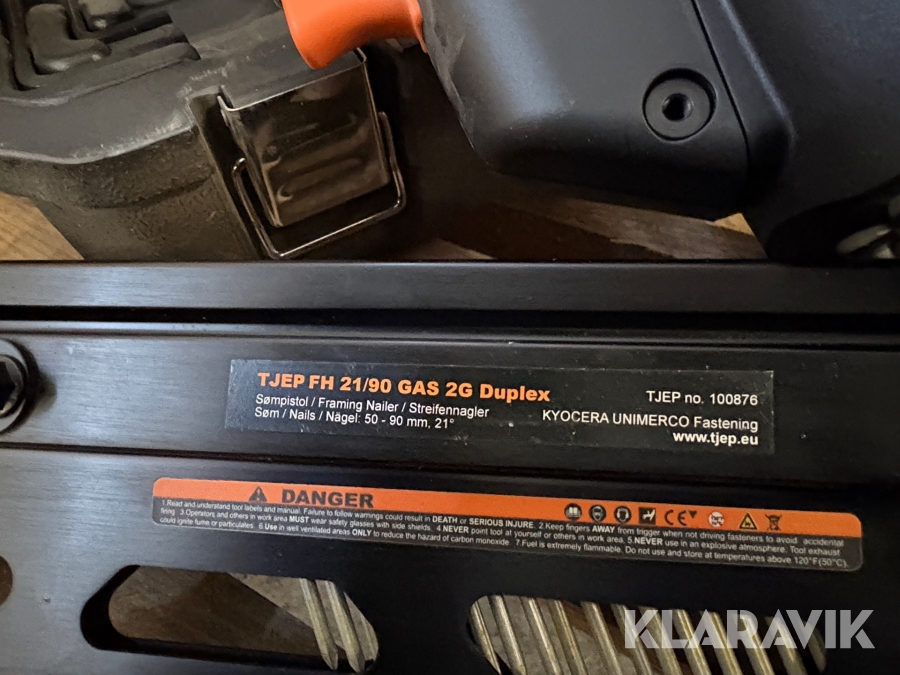 TJEP FH 21/90 GAS 2G Duplex
Sømpistol / Framing Nailer / Streifennagler
Søm / Nails / Nägel: 50 - 90 mm, 21°
TJEP no. 100876
KYOCERA UNIMERCO Fastening
www.tjep.eu
DANGER
1.Read and understand tool labels and manual. Failure to follow warnings could result in DEATH or SERIOUS INJURE. 2.Keep fingers AWAY from trigger when not driving fasteners to avoid accidental
firing 3.Operators and others in work area MUST wear safety glasses with side shields. 4.NEVER point tool at yourself or others in work area. 5.NEVER use in an explosive atmosphere. Tool exhaust
could ignite fume or particulates. 6.Use in well ventilated areas ONLY to reduce the hazard of carbon monoxide 7.Fuel is extremely flammable. Do not use and store at temperatures above 120°F(50°C).
KLARAVIK